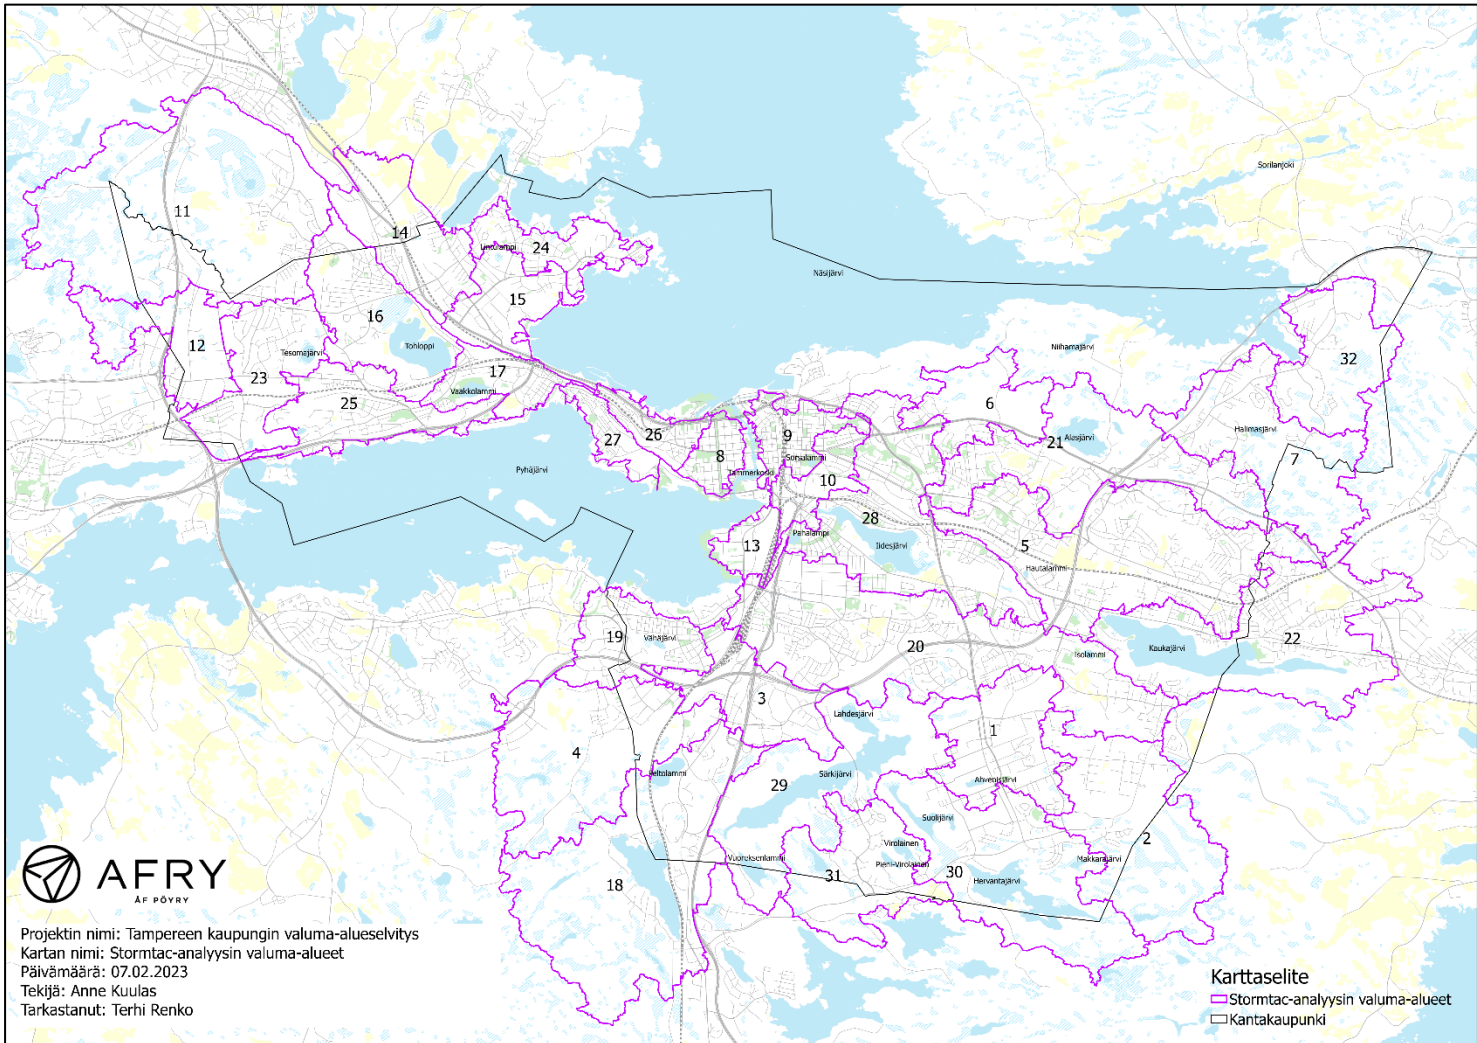 Sorilanjoki
11
14
Lintulampi
24
Näsijärvi
15
16
12
Tesomajärvi
Tohloppi
Niihamajärvi
32
17
23
Vaakkolammi
25
6
Halimasjärvi
26
27
9
8
Sorsalammi
21
Alasjärvi
7
Pyhäjärvi
Tammerkoski
10
28
Pahalampi
Iidesjärvi
13
5
Hautalammi
19
Vähäjärvi
20
22
Isolammi
Kaukajärvi
3
Lahdesjärvi
1
4
Peltolammi
29
Särkijärvi
Ahvenisjärvi
Suolijärvi
2
Virolainen
Vuoreksenlammi
Pieni-Virolainen
Makkarajärvi
18
31
30
Hervantajärvi
AFRY
ÅF PÖYRY
Projektin nimi: Tampereen kaupungin valuma-alueselvitys
Kartan nimi: Stormtac-analyysin valuma-alueet
Päivämäärä: 07.02.2023
Tekijä: Anne Kuulas
Tarkastanut: Terhi Renko
Karttaselite
Stormtac-analyysin valuma-alueet
Kantakaupunki